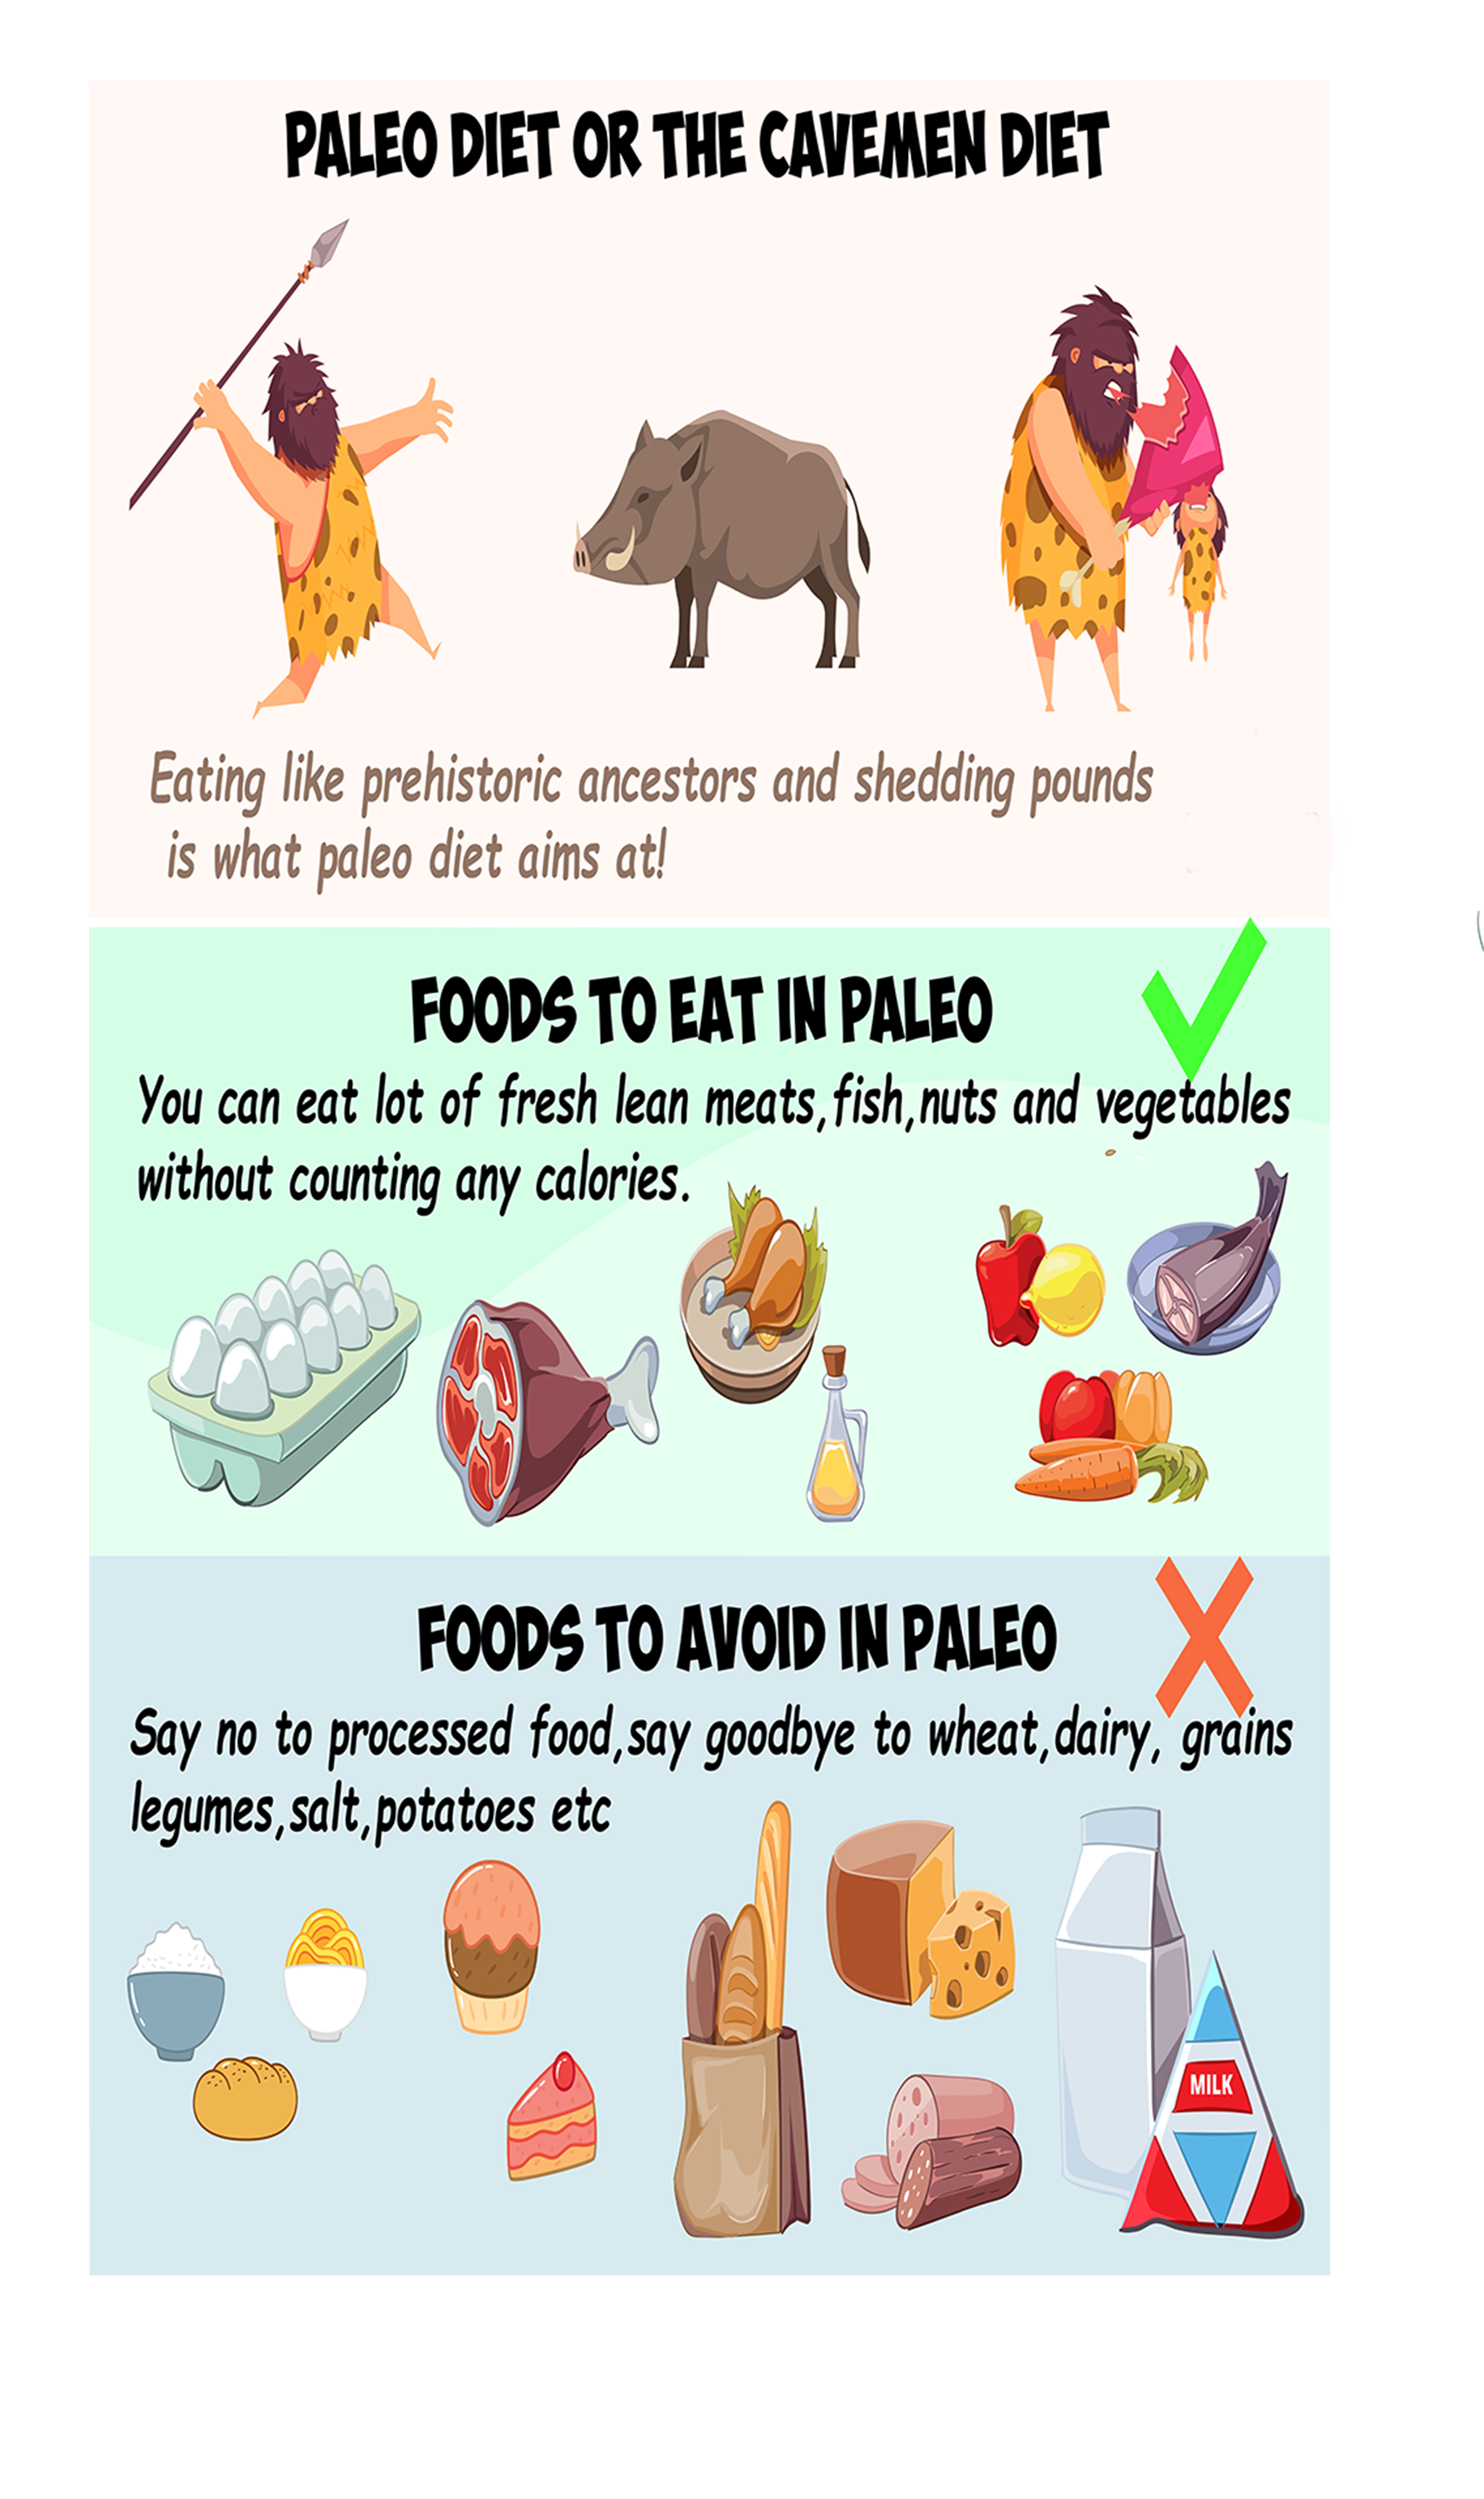 PALEO DIET OR THE CAVEMEN DIET
Eating like prehistoric ancestors and shedding pounds
is what paleo diet aims at!
FOODS TO EAT IN PALEO
You can eat lot of fresh lean meats,fish,nuts and vegetables
without counting any calories.
FOODS TO AVOID IN PALEO
Say no to processed food,say goodbye to wheat,dairy, grains
legumes,salt,potatoes etc
MILK